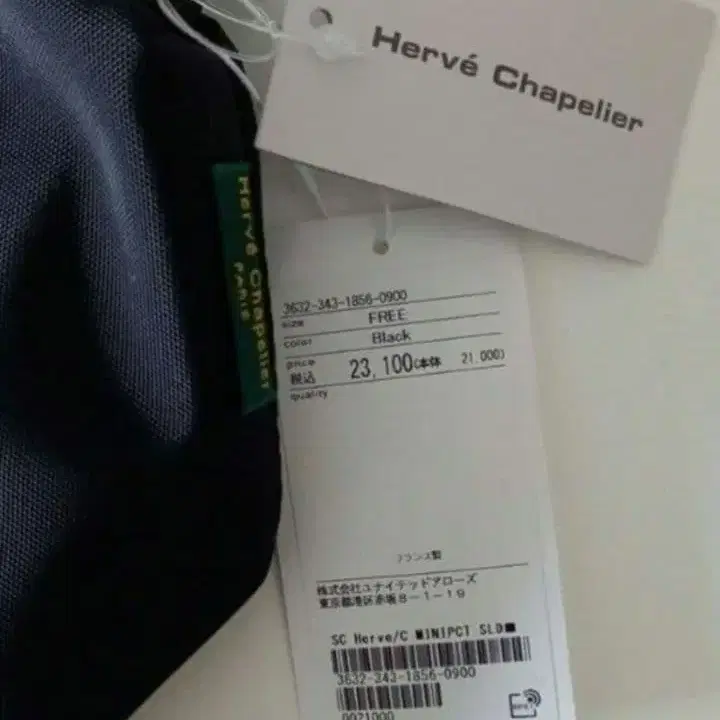 Hervé Chapelier
Hervé Chapelier
PARIS
3632-343-1856-0900
size FREE
color Black
price
税込 23,100(本体 21,000)
quality
フランス製
株式会社ユナイテッドアローズ
東京都港区赤坂8-1-19
SC Herve/C MINIPCT SLD■
3632-343-1856-0900
0021000